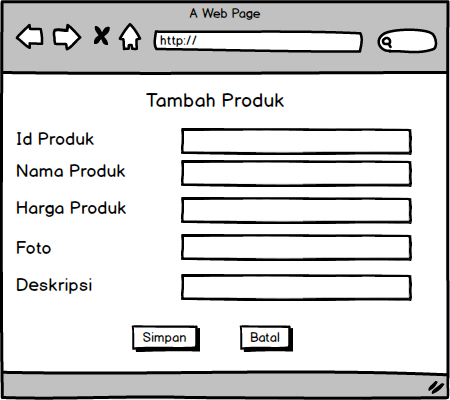 A Web Page
http://
Tambah Produk
Id Produk
Nama Produk
Harga Produk
Foto
Deskripsi
Simpan
Batal